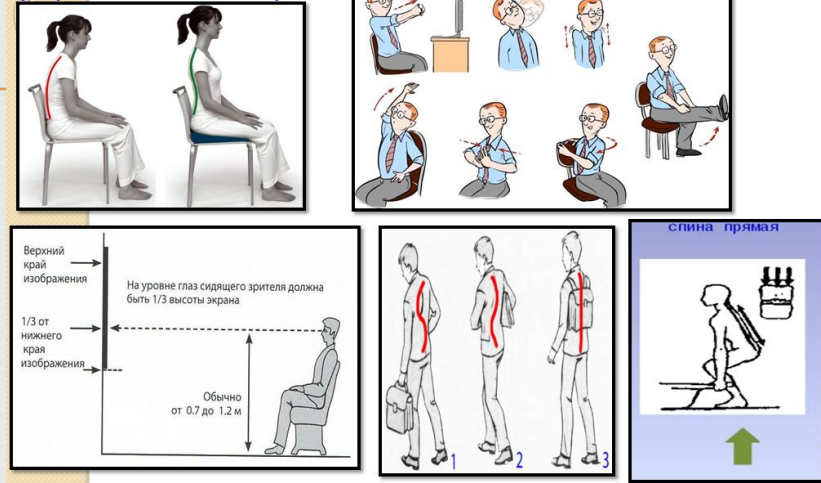 Верхний
край
изображения
На уровне глаз сидящего зрителя должна
быть 1/3 высоты экрана
1/3 от
нижнего
края
изображения
Обычно
от 0.7 до 1.2 м
1
2
3
спина прямая